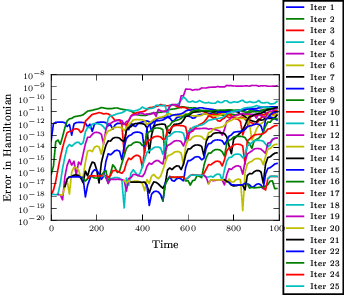 10⁻⁸
10⁻⁹
10⁻¹⁰
10⁻¹¹
10⁻¹²
10⁻¹³
10⁻¹⁴
10⁻¹⁵
10⁻¹⁶
10⁻¹⁷
10⁻¹⁸
10⁻¹⁹
10⁻²⁰
Error in Hamiltonian
0
200
400
600
800
Time
Iter 1
Iter 2
Iter 3
Iter 4
Iter 5
Iter 6
Iter 7
Iter 8
Iter 9
Iter 10
Iter 11
Iter 12
Iter 13
Iter 14
Iter 15
Iter 16
Iter 17
Iter 18
Iter 19
Iter 20
Iter 21
Iter 22
Iter 23
Iter 24
Iter 25